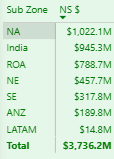 Sub Zone NS $
NA $1,022.1M
India $945.3M
ROA $788.7M
NE $457.7M
SE $317.8M
ANZ $189.8M
LATAM $14.8M
Total $3,736.2M